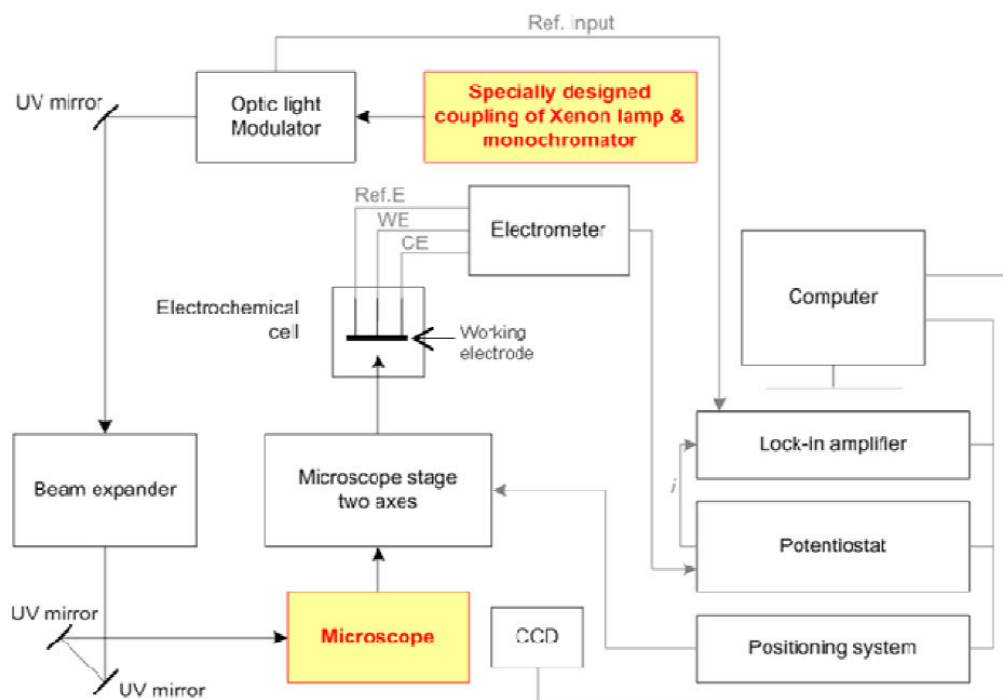 Ref. input
UV mirror
Optic light
Modulator
Specially designed
coupling of Xenon lamp &
monochromator
Ref.E
WE
CE
Electrometer
Computer
Electrochemical
cell
Working
electrode
Lock-in amplifier
Beam expander
Microscope stage
two axes
i
Potentiostat
UV mirror
Microscope
CCD
Positioning system
UV mirror